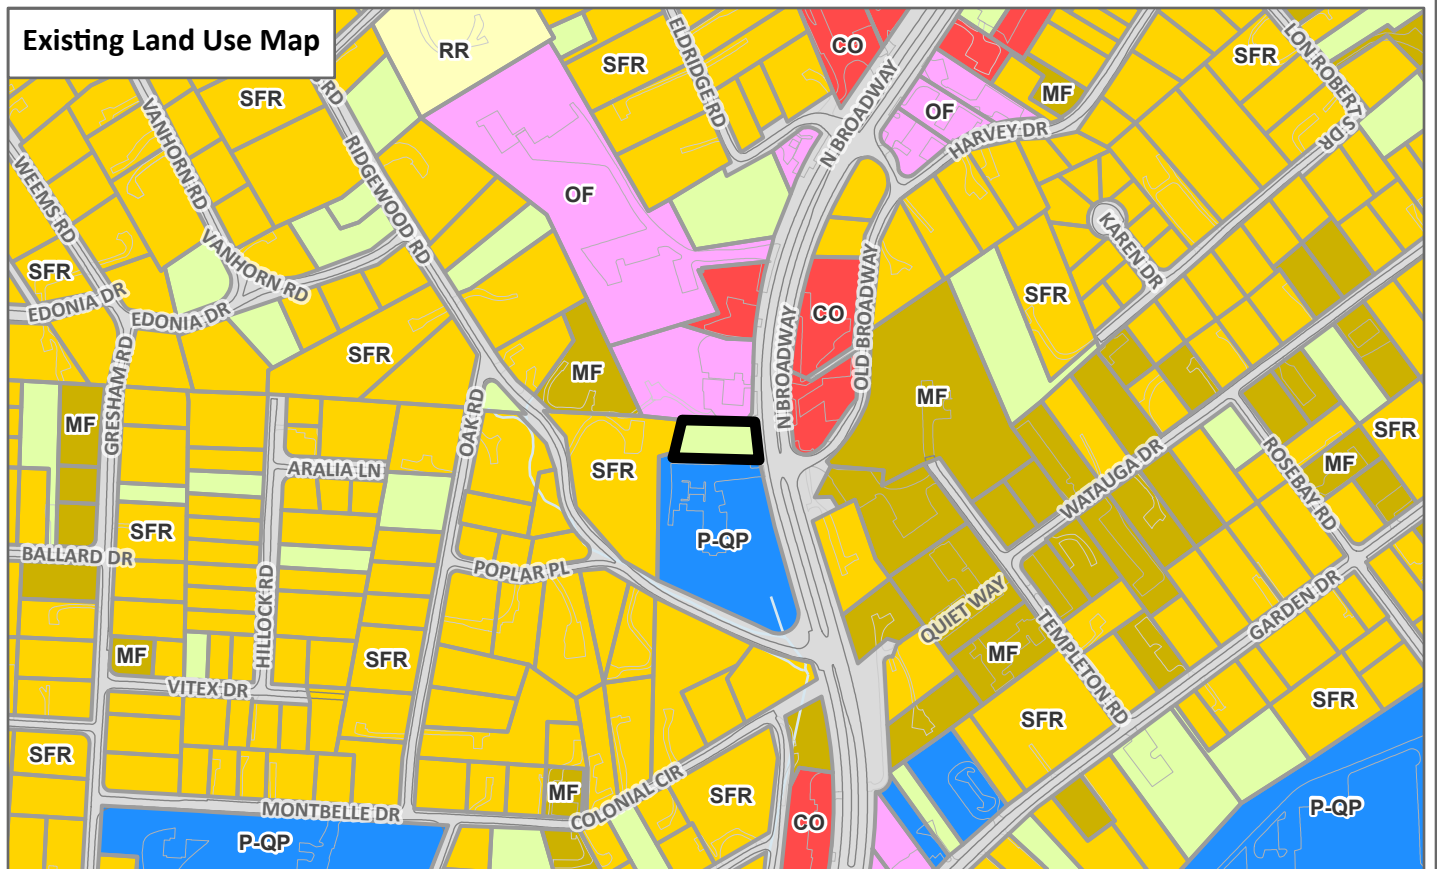 Existing Land Use Map
RR
SFR
ELDRIDGE RD
CO
N BROADWAY
SFR
LON ROBERTS DR
SFR
VANHORN RD
RD
RIDGEWOOD RD
OF
MF
HARVEY DR
WEEMS RD
OF
KAREN DR
VANHORN RD
SFR
EDONIA DR
EDONIA DR
SFR
N BROADWAY
CO
OLD BROADWAY
SFR
GRESHAM RD
MF
MF
MF
OAK RD
ARALIA LN
SFR
WATAUGA DR
ROSEBAY RD
SFR
MF
SFR
BALLARD DR
P-QP
POPLAR PL
HILLOCK RD
QUIET WAY
TEMPLETON RD
GARDEN DR
MF
SFR
MF
VITEX DR
SFR
SFR
SFR
MF
COLONIAL CIR
SFR
MONTBELLE DR
CO
P-QP
P-QP